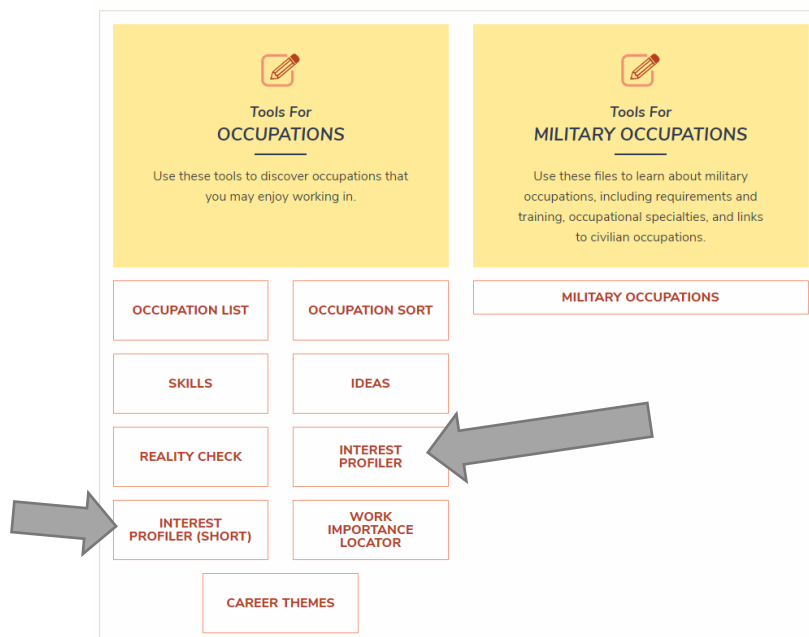 Tools For
OCCUPATIONS
Use these tools to discover occupations that
you may enjoy working in.
Tools For
MILITARY OCCUPATIONS
Use these files to learn about military
occupations, including requirements and
training, occupational specialties, and links
to civilian occupations.
OCCUPATION LIST
OCCUPATION SORT
MILITARY OCCUPATIONS
SKILLS
IDEAS
REALITY CHECK
INTEREST
PROFILER
INTEREST
PROFILER (SHORT)
WORK
IMPORTANCE
LOCATOR
CAREER THEMES